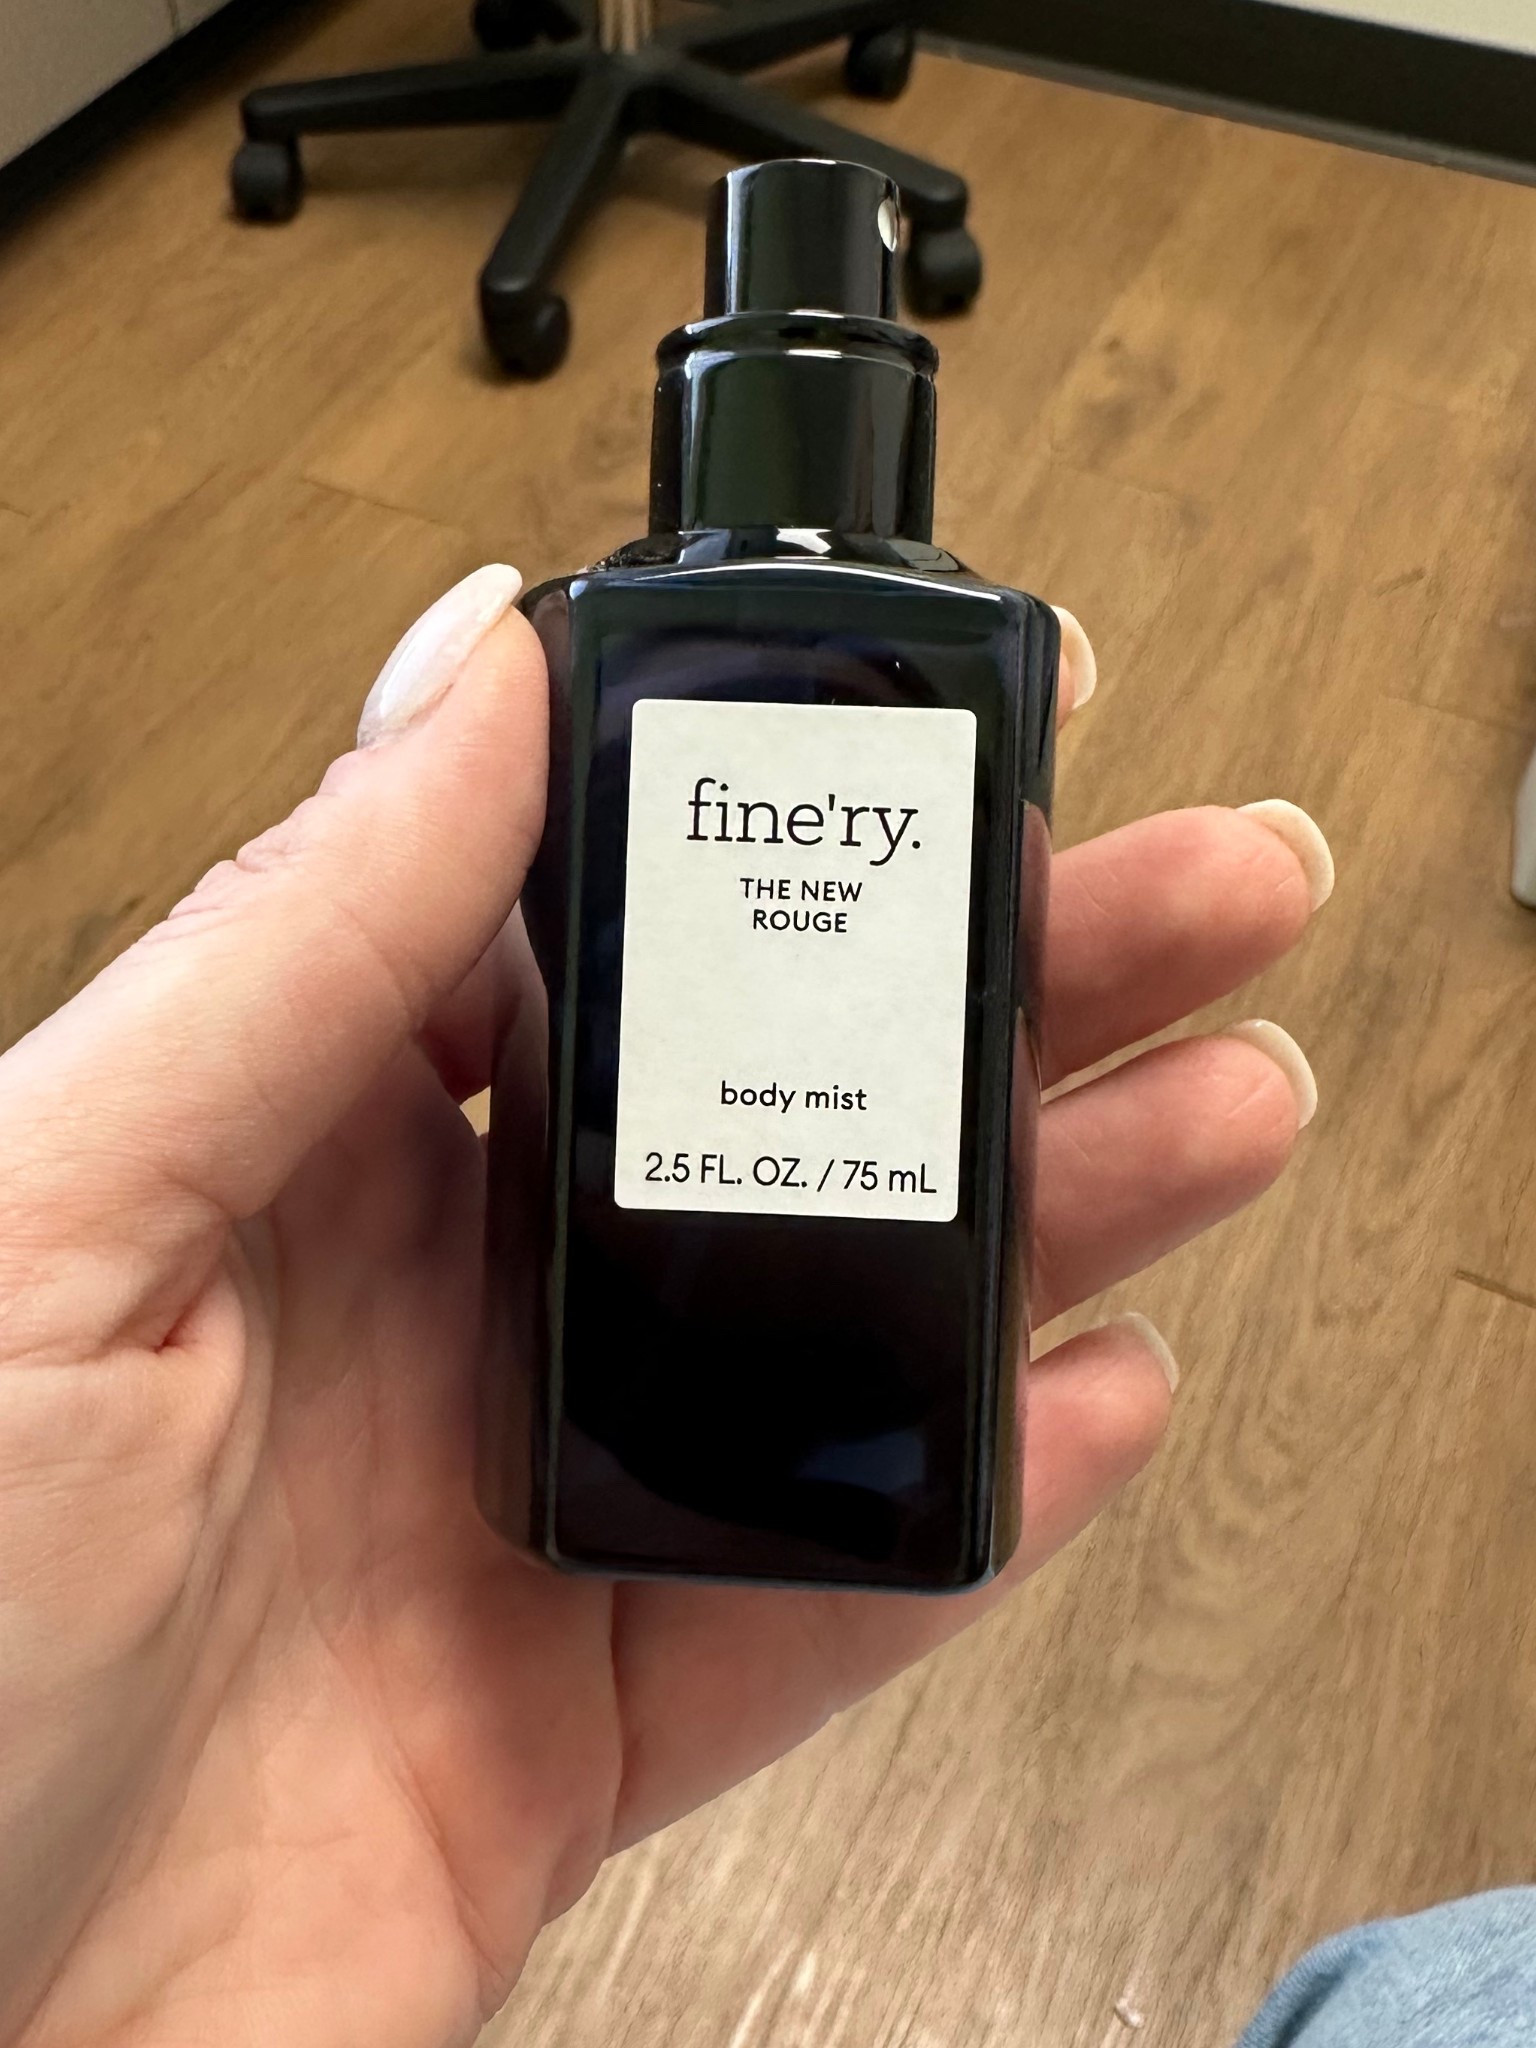 fine'ry.
THE NEW
ROUGE
body mist
2.5 FL. OZ. / 75 mL